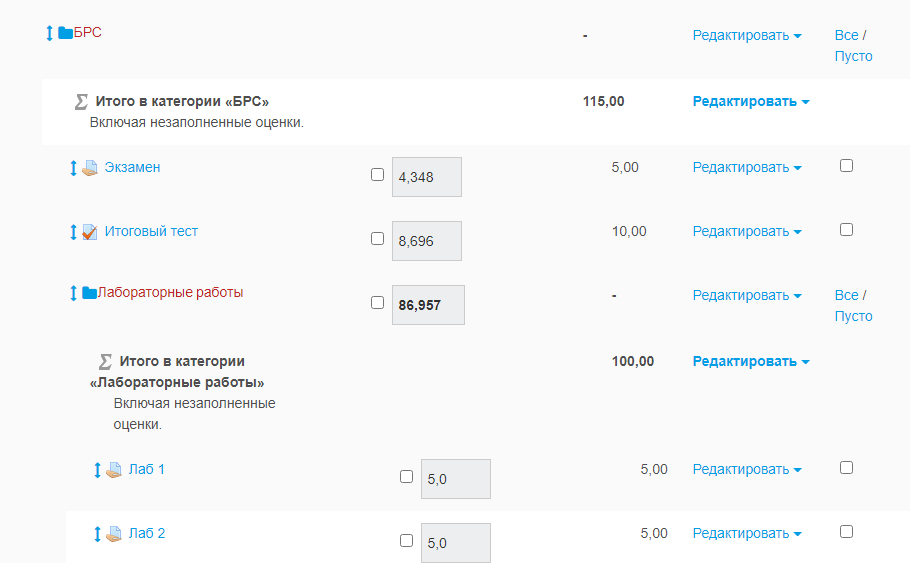 БРС - Редактировать Все /
Пусто
Итого в категории «БРС» 115,00 Редактировать
Включая незаполненные оценки.
Экзамен 4,348 5,00 Редактировать
Итоговый тест 8,696 10,00 Редактировать
Лабораторные работы 86,957 - Редактировать Все /
Пусто
Итого в категории 100,00 Редактировать
«Лабораторные работы»
Включая незаполненные
оценки.
Лаб 1 5,0 5,00 Редактировать
Лаб 2 5,0 5,00 Редактировать